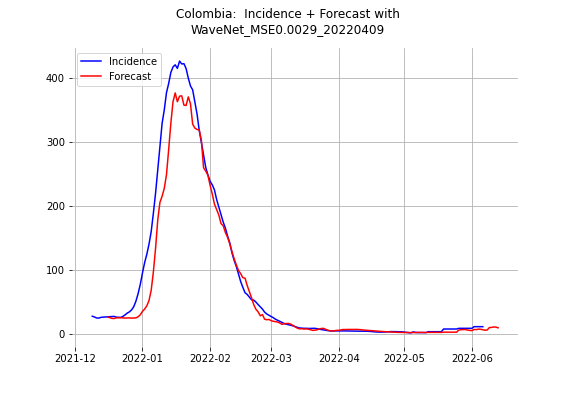 Colombia:  Incidence + Forecast with
WaveNet_MSE0.0029_20220409
Incidence
Forecast
400
300
200
100
0
2021-12 2022-01 2022-02 2022-03 2022-04 2022-05 2022-06